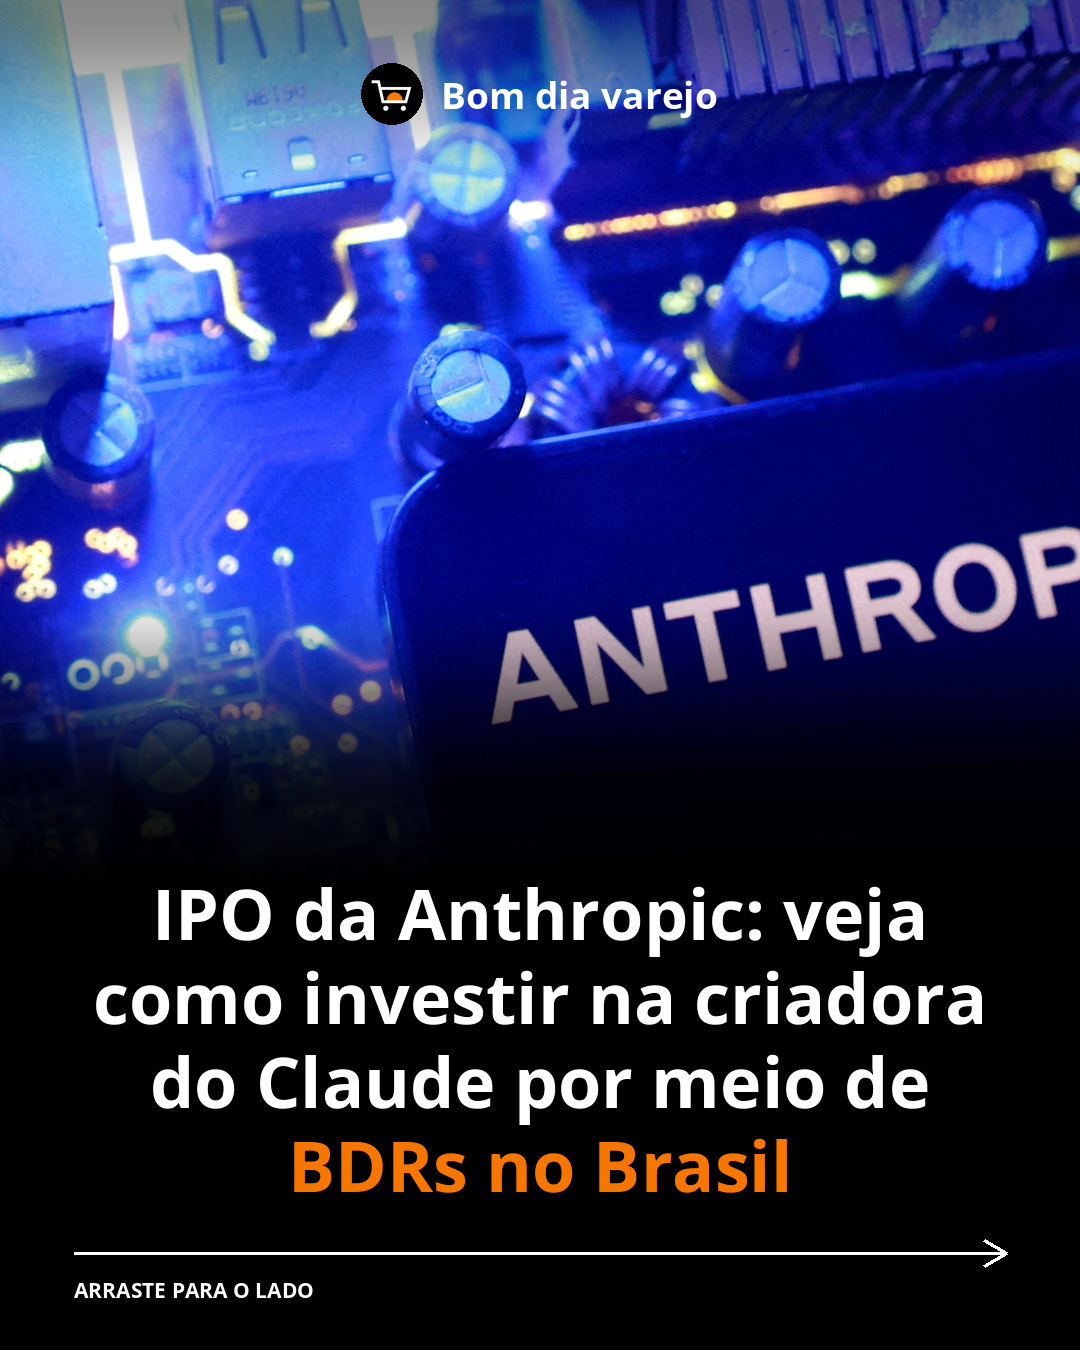 Bom dia varejo
ANTHROP
IPO da Anthropic: veja
como investir na criadora
do Claude por meio de
BDRs no Brasil
ARRASTE PARA O LADO